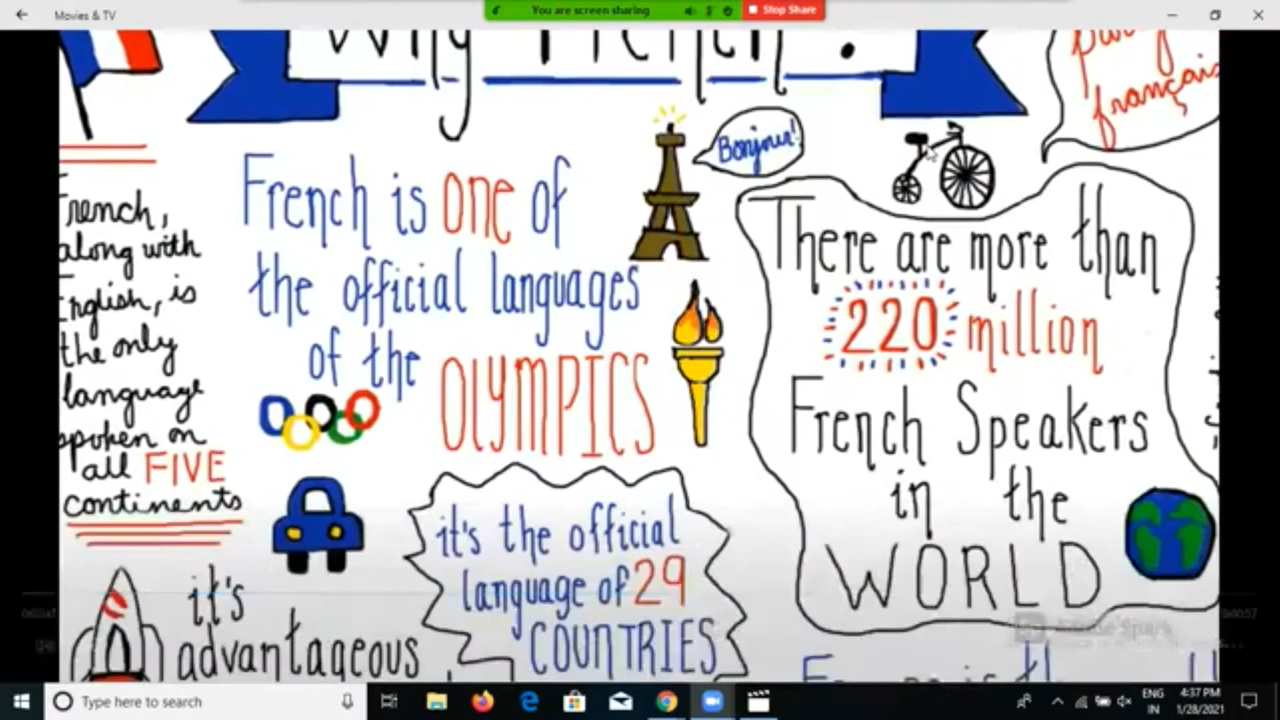 Movies & TV
You are screen sharing
Stop Share
Why French ?
français
French,
along with
English, is
the only
language
spoken on
all FIVE
continents
French is one of
the official languages
of the OLYMPICS
Bonjour!
There are more than
220 million
French Speakers
in the
WORLD
it's the official
language of 29
COUNTRIES
it's
advantageous
Type here to search
ENG
IN
4:37 PM
1/28/2021